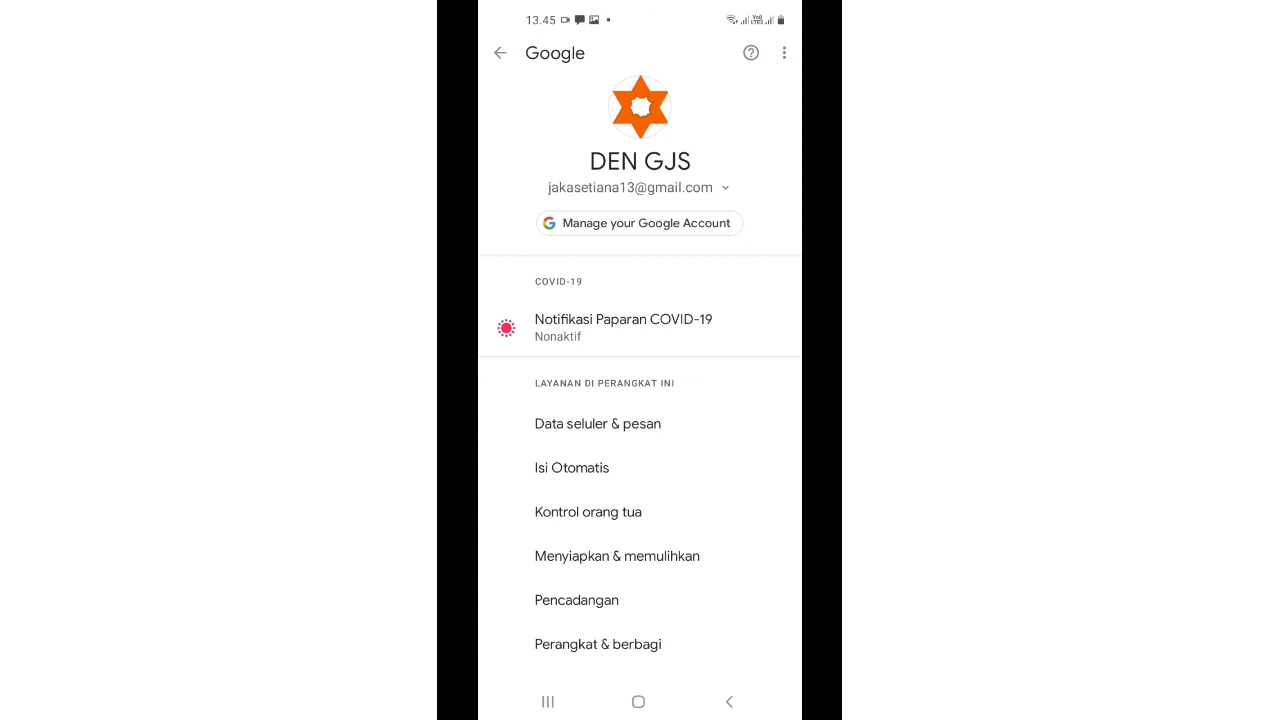 13.45
Google
DEN GJS
jakasetiana13@gmail.com
Manage your Google Account
COVID-19
Notifikasi Paparan COVID-19
Nonaktif
LAYANAN DI PERANGKAT INI
Data seluler & pesan
Isi Otomatis
Kontrol orang tua
Menyiapkan & memulihkan
Pencadangan
Perangkat & berbagi